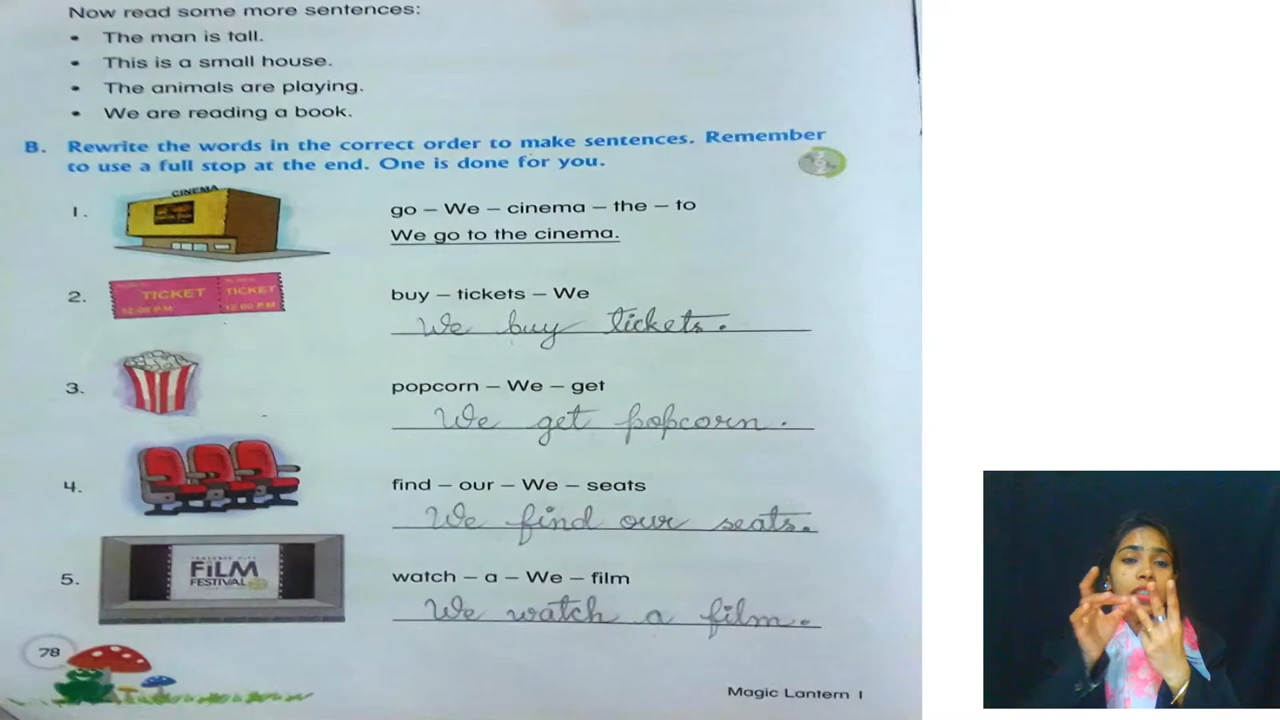 Now read some more sentences:
• The man is tall.
• This is a small house.
• The animals are playing.
• We are reading a book.
B. Rewrite the words in the correct order to make sentences. Remember
to use a full stop at the end. One is done for you.
CINEMA
1. go – We – cinema – the – to
We go to the cinema.
TICKET TICKET
12:00 P.M 12:00 P.M
2. buy – tickets – We
We buy tickets.
3. popcorn – We – get
We get popcorn.
4. find – our – We – seats
We find our seats.
FiLM
FESTIVAL
5. watch – a – We – film
We watch a film.
78
Magic Lantern 1